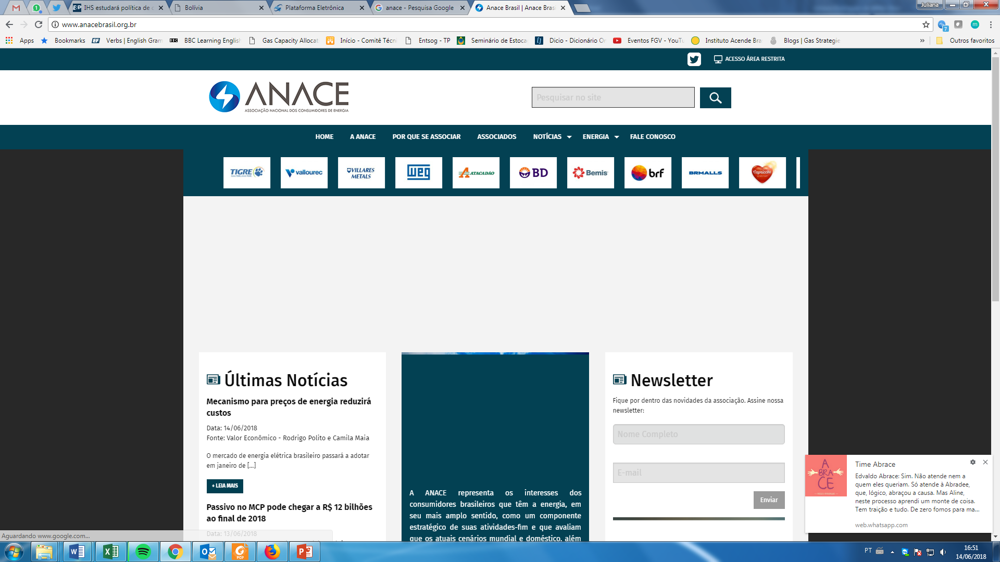 Juliana
IHS estudará política de c
Bolívia
Plataforma Eletrônica
anace - Pesquisa Google
Anace Brasil | Anace Bras
www.anacebrasil.org.br
7
m
Apps
Bookmarks
EF
Verbs | English Gram
BBC
BBC Learning English
Gas Capacity Allocat
Início - Comitê Técni
Entsog - TP
Seminário de Estoca
Dicio - Dicionário On
Eventos FGV - YouTu
Instituto Acende Bra
Blogs | Gas Strategie
»
Outros favoritos
ACESSO ÁREA RESTRITA
ANACE
ASSOCIAÇÃO NACIONAL DOS CONSUMIDORES DE ENERGIA
Pesquisar no site
HOME
A ANACE
POR QUE SE ASSOCIAR
ASSOCIADOS
NOTÍCIAS
ENERGIA
FALE CONOSCO
TIGRE
vallourec
VILLARES
METALS
WEG
ATACADÃO
BD
Bemis
brf
BRMALLS
Capricche
Últimas Notícias
Mecanismo para preços de energia reduzirá
custos
Data: 14/06/2018
Fonte: Valor Econômico - Rodrigo Polito e Camila Maia
O mercado de energia elétrica brasileiro passará a adotar
em janeiro de [...]
+ LEIA MAIS
Passivo no MCP pode chegar a R$ 12 bilhões
ao final de 2018
Data: 13/06/2018
A ANACE representa os interesses dos
consumidores brasileiros que têm a energia, em
seu mais amplo sentido, como um componente
estratégico de suas atividades-fim e que avaliam
que os atuais cenários mundial e doméstico, além
Newsletter
Fique por dentro das novidades da associação. Assine nossa
newsletter:
Nome Completo
E-mail
Enviar
A
BRA
CE
Time Abrace
Edvaldo Abrace: Sim. Não atende nem a
quem eles queriam. Só atende à Abradee,
que, lógico, abraçou a causa. Mas Aline,
neste processo aprendi um monte de coisa.
Tem traição e tudo. De zero fomos para ma...
web.whatsapp.com
Aguardando www.google.com...
PDF
PT
16:51
14/06/2018